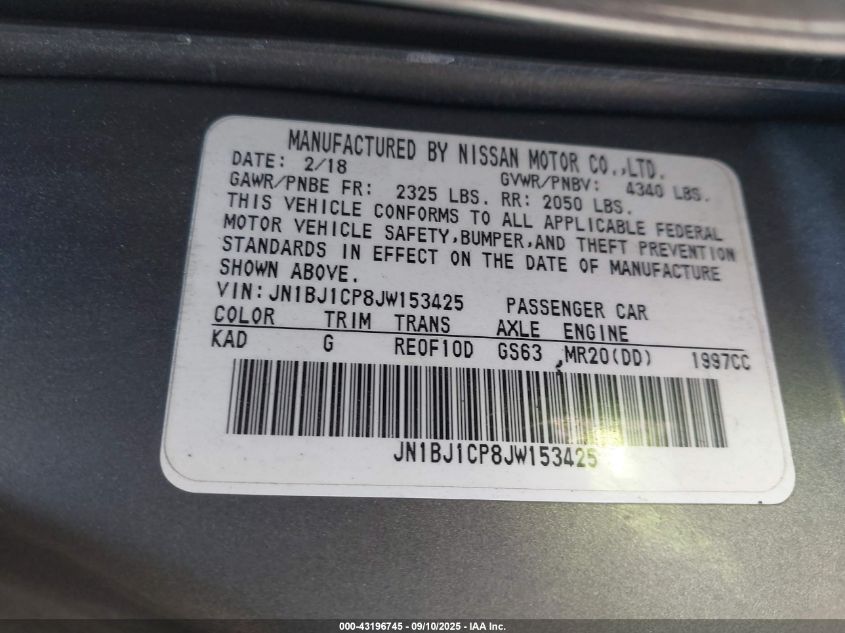 MANUFACTURED BY NISSAN MOTOR CO.,LTD.
DATE: 2/18 GVWR/PNBV: 4340 LBS.
GAWR/PNBE FR: 2325 LBS. RR: 2050 LBS.
THIS VEHICLE CONFORMS TO ALL APPLICABLE FEDERAL
MOTOR VEHICLE SAFETY,BUMPER,AND THEFT PREVENTION
STANDARDS IN EFFECT ON THE DATE OF MANUFACTURE
SHOWN ABOVE.
VIN: JN1BJ1CP8JW153425 PASSENGER CAR
COLOR TRIM TRANS AXLE ENGINE
KAD G RE0F10D GS63 MR20(DD) 1997CC
JN1BJ1CP8JW153425
000-43196745 - 09/10/2025 - IAA Inc.